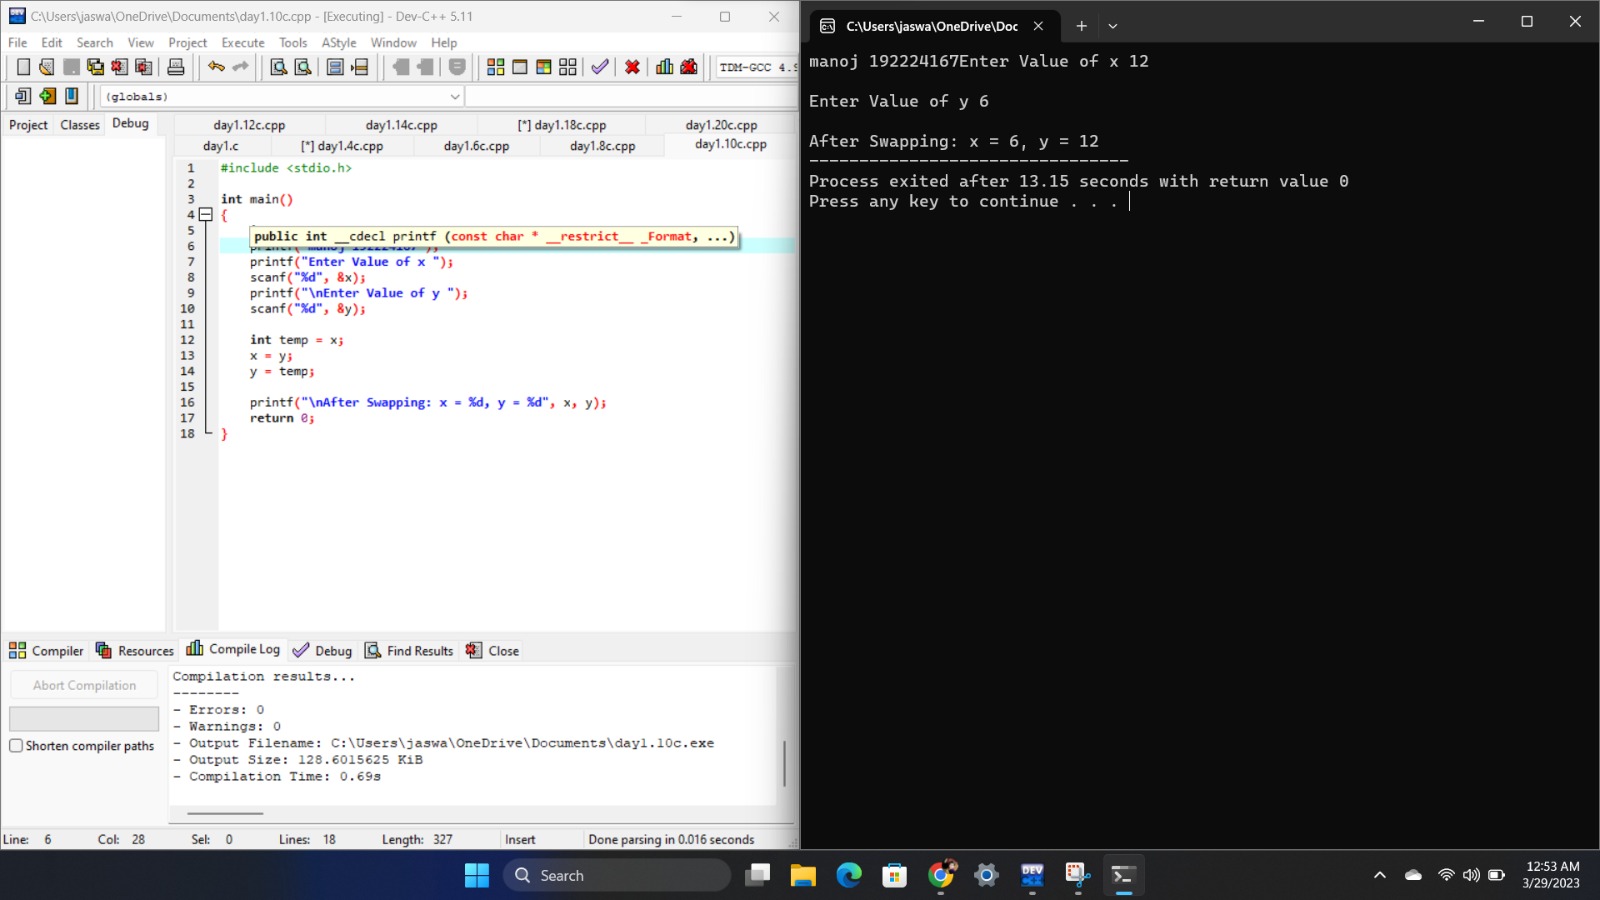 C:\Users\jaswa\OneDrive\Documents\day1.10c.cpp - [Executing] - Dev-C++ 5.11
File Edit Search View Project Execute Tools AStyle Window Help
TDM-GCC 4.9
(globals)
Project Classes Debug
day1.12c.cpp day1.14c.cpp [*] day1.18c.cpp day1.20c.cpp
day1.c [*] day1.4c.cpp day1.6c.cpp day1.8c.cpp day1.10c.cpp
1 #include <stdio.h>
2
3 int main()
4 {
5
public int __cdecl printf (const char * __restrict__ _Format, ...)
6 printf("manoj 192224167");
7 printf("Enter Value of x ");
8 scanf("%d", &x);
9 printf("\nEnter Value of y ");
10 scanf("%d", &y);
11
12 int temp = x;
13 x = y;
14 y = temp;
15
16 printf("\nAfter Swapping: x = %d, y = %d", x, y);
17 return 0;
18 }
Compiler Resources Compile Log Debug Find Results Close
Abort Compilation
Shorten compiler paths
Compilation results...
--------
- Errors: 0
- Warnings: 0
- Output Filename: C:\Users\jaswa\OneDrive\Documents\day1.10c.exe
- Output Size: 128.6015625 KiB
- Compilation Time: 0.69s
Line: 6 Col: 28 Sel: 0 Lines: 18 Length: 327 Insert Done parsing in 0.016 seconds
C:\Users\jaswa\OneDrive\Doc
manoj 192224167Enter Value of x 12
Enter Value of y 6
After Swapping: x = 6, y = 12
--------------------------------
Process exited after 13.15 seconds with return value 0
Press any key to continue . . .
Search
DEV
12:53 AM
3/29/2023